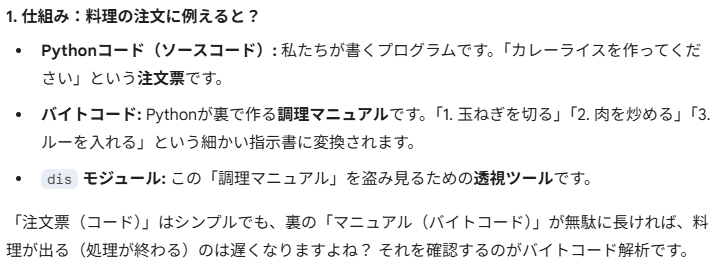 1. 仕組み：料理の注文に例えると？
• Pythonコード（ソースコード）: 私たちが書くプログラムです。「カレーライスを作ってくだ
さい」という注文票です。
• バイトコード: Pythonが裏で作る調理マニュアルです。「1. 玉ねぎを切る」「2. 肉を炒める」「3.
ルーを入れる」という細かい指示書に変換されます。
• dis モジュール: この「調理マニュアル」を盗み見るための透視ツールです。
「注文票（コード）」はシンプルでも、裏の「マニュアル（バイトコード）」が無駄に長ければ、料
理が出る（処理が終わる）のは遅くなりますよね？ それを確認するのがバイトコード解析です。